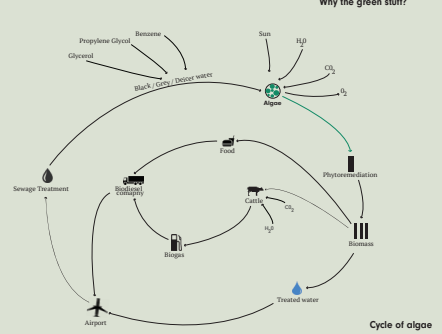 Why the green stuff?
Benzene
Propylene Glycol
Glycerol
Black / Grey / Deicer water
Sun
H2O
CO2
O2
Algae
Food
Phytoremediation
Sewage Treatment
Biodiesel
comapny
Cattle
CO2
H2O
Biomass
Biogas
Treated water
Airport
Cycle of algae